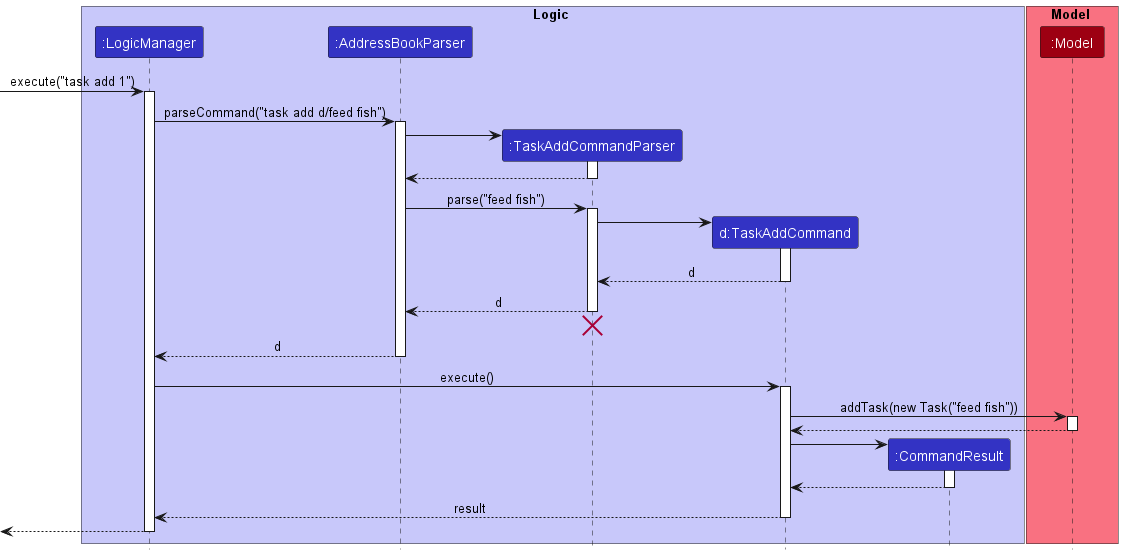 Logic
Model
:LogicManager
:AddressBookParser
:Model
execute("task add 1")
parseCommand("task add d/feed fish")
:TaskAddCommandParser
parse("feed fish")
d:TaskAddCommand
d
d
d
execute()
addTask(new Task("feed fish"))
:CommandResult
result